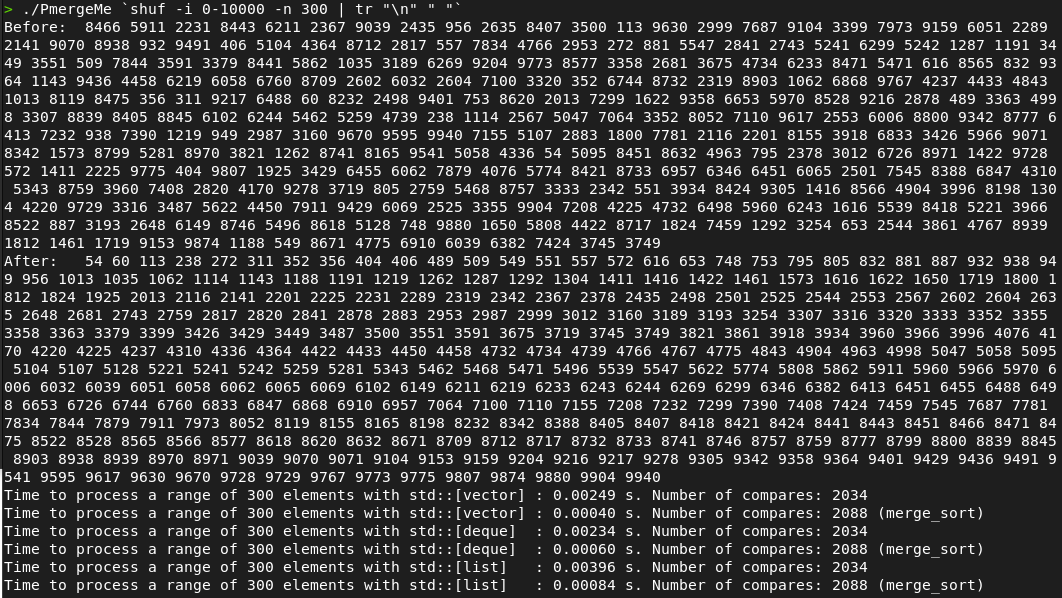 > ./PmergeMe `shuf -i 0-10000 -n 300 | tr "\n" " "`
Before:  8466 5911 2231 8443 6211 2367 9039 2435 956 2635 8407 3500 113 9630 2999 7687 9104 3399 7973 9159 6051 2289
2141 9070 8938 932 9491 406 5104 4364 8712 2817 557 7834 4766 2953 272 881 5547 2841 2743 5241 6299 5242 1287 1191 34
49 3551 509 7844 3591 3379 8441 5862 1035 3189 6269 9204 9773 8577 3358 2681 3675 4734 6233 8471 5471 616 8565 832 93
64 1143 9436 4458 6219 6058 6760 8709 2602 6032 2604 7100 3320 352 6744 8732 2319 8903 1062 6868 9767 4237 4433 4843
1013 8119 8475 356 311 9217 6488 60 8232 2498 9401 753 8620 2013 7299 1622 9358 6653 5970 8528 9216 2878 489 3363 499
8 3307 8839 8405 8845 6102 6244 5462 5259 4739 238 1114 2567 5047 7064 3352 8052 7110 9617 2553 6006 8800 9342 8777 6
413 7232 938 7390 1219 949 2987 3160 9670 9595 9940 7155 5107 2883 1800 7781 2116 2201 8155 3918 6833 3426 5966 9071
8342 1573 8799 5281 8970 3821 1262 8741 8165 9541 5058 4336 54 5095 8451 8632 4963 795 2378 3012 6726 8971 1422 9728
572 1411 2225 9775 404 9807 1925 3429 6455 6062 7879 4076 5774 8421 8733 6957 6346 6451 6065 2501 7545 8388 6847 4310
 5343 8759 3960 7408 2820 4170 9278 3719 805 2759 5468 8757 3333 2342 551 3934 8424 9305 1416 8566 4904 3996 8198 130
4 4220 9729 3316 3487 5622 4450 7911 9429 6069 2525 3355 9904 7208 4225 4732 6498 5960 6243 1616 5539 8418 5221 3966
8522 887 3193 2648 6149 8746 5496 8618 5128 748 9880 1650 5808 4422 8717 1824 7459 1292 3254 653 2544 3861 4767 8939
1812 1461 1719 9153 9874 1188 549 8671 4775 6910 6039 6382 7424 3745 3749
After:   54 60 113 238 272 311 352 356 404 406 489 509 549 551 557 572 616 653 748 753 795 805 832 881 887 932 938 94
9 956 1013 1035 1062 1114 1143 1188 1191 1219 1262 1287 1292 1304 1411 1416 1422 1461 1573 1616 1622 1650 1719 1800 1
812 1824 1925 2013 2116 2141 2201 2225 2231 2289 2319 2342 2367 2378 2435 2498 2501 2525 2544 2553 2567 2602 2604 263
5 2648 2681 2743 2759 2817 2820 2841 2878 2883 2953 2987 2999 3012 3160 3189 3193 3254 3307 3316 3320 3333 3352 3355
3358 3363 3379 3399 3426 3429 3449 3487 3500 3551 3591 3675 3719 3745 3749 3821 3861 3918 3934 3960 3966 3996 4076 41
70 4220 4225 4237 4310 4336 4364 4422 4433 4450 4458 4732 4734 4739 4766 4767 4775 4843 4904 4963 4998 5047 5058 5095
 5104 5107 5128 5221 5241 5242 5259 5281 5343 5462 5468 5471 5496 5539 5547 5622 5774 5808 5862 5911 5960 5966 5970 6
006 6032 6039 6051 6058 6062 6065 6069 6102 6149 6211 6219 6233 6243 6244 6269 6299 6346 6382 6413 6451 6455 6488 649
8 6653 6726 6744 6760 6833 6847 6868 6910 6957 7064 7100 7110 7155 7208 7232 7299 7390 7408 7424 7459 7545 7687 7781
7834 7844 7879 7911 7973 8052 8119 8155 8165 8198 8232 8342 8388 8405 8407 8418 8421 8424 8441 8443 8451 8466 8471 84
75 8522 8528 8565 8566 8577 8618 8620 8632 8671 8709 8712 8717 8732 8733 8741 8746 8757 8759 8777 8799 8800 8839 8845
 8903 8938 8939 8970 8971 9039 9070 9071 9104 9153 9159 9204 9216 9217 9278 9305 9342 9358 9364 9401 9429 9436 9491 9
541 9595 9617 9630 9670 9728 9729 9767 9773 9775 9807 9874 9880 9904 9940
Time to process a range of 300 elements with std::[vector] : 0.00249 s. Number of compares: 2034
Time to process a range of 300 elements with std::[vector] : 0.00040 s. Number of compares: 2088 (merge_sort)
Time to process a range of 300 elements with std::[deque]  : 0.00234 s. Number of compares: 2034
Time to process a range of 300 elements with std::[deque]  : 0.00060 s. Number of compares: 2088 (merge_sort)
Time to process a range of 300 elements with std::[list]   : 0.00396 s. Number of compares: 2034
Time to process a range of 300 elements with std::[list]   : 0.00084 s. Number of compares: 2088 (merge_sort)